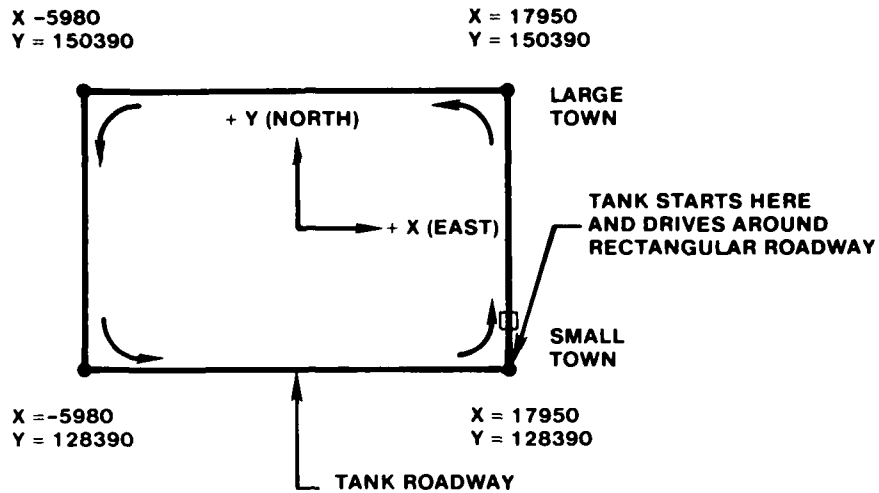 X -5980
Y = 150390
X = 17950
Y = 150390
LARGE
TOWN
+ Y (NORTH)
+ X (EAST)
TANK STARTS HERE
AND DRIVES AROUND
RECTANGULAR ROADWAY
SMALL
TOWN
X =-5980
Y = 128390
X = 17950
Y = 128390
TANK ROADWAY